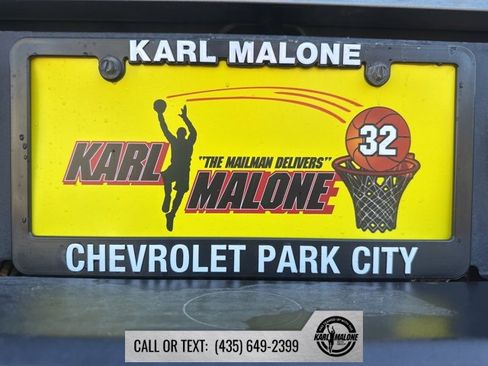 KARL MALONE
"THE MAILMAN DELIVERS"
KARL
MALONE
32
CHEVROLET PARK CITY
CALL OR TEXT: (435) 649-2399
KARL MALONE